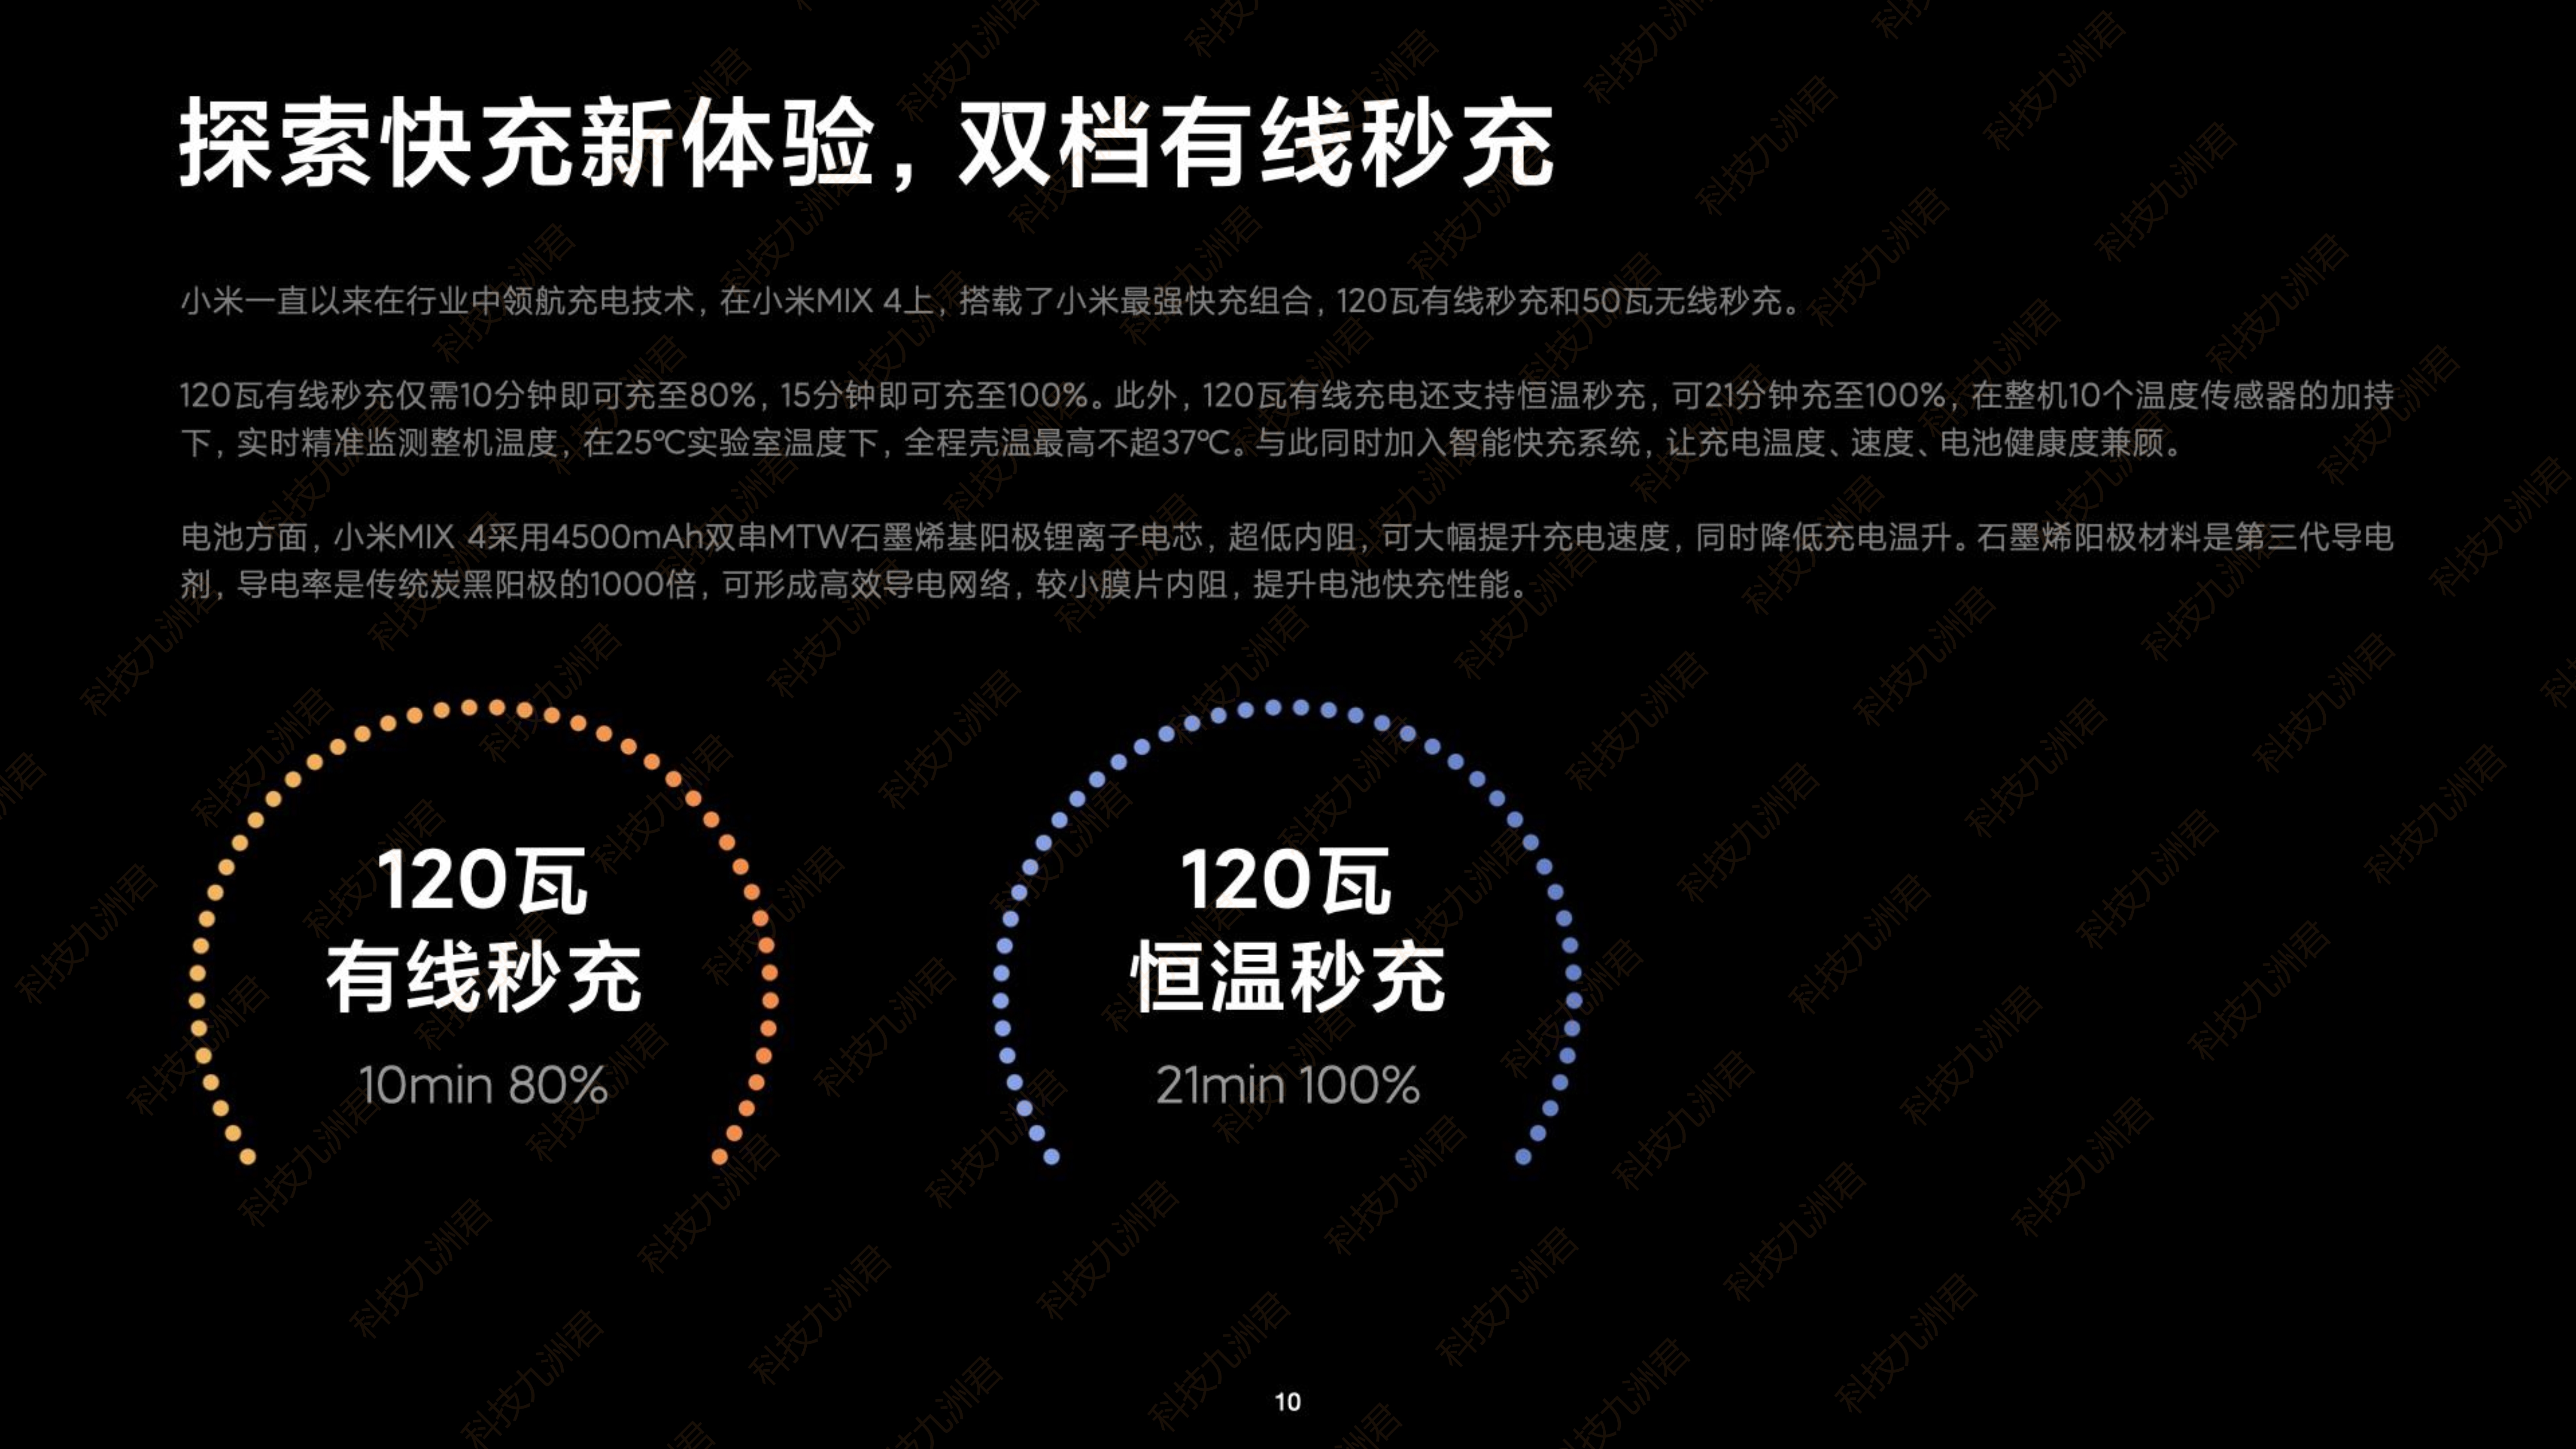 探索快充新体验，双档有线秒充
小米一直以来在行业中领航充电技术，在小米MIX 4上，搭载了小米最强快充组合，120瓦有线秒充和50瓦无线秒充。
120瓦有线秒充仅需10分钟即可充至80%，15分钟即可充至100%。此外，120瓦有线充电还支持恒温秒充，可21分钟充至100%，在整机10个温度传感器的加持
下，实时精准监测整机温度，在25℃实验室温度下，全程壳温最高不超37℃。与此同时加入智能快充系统，让充电温度、速度、电池健康度兼顾。
电池方面，小米MIX 4采用4500mAh双串MTW石墨烯基阳极锂离子电芯，超低内阻，可大幅提升充电速度，同时降低充电温升。石墨烯阳极材料是第三代导电
剂，导电率是传统炭黑阳极的1000倍，可形成高效导电网络，较小膜片内阻，提升电池快充性能。
120瓦
有线秒充
10min 80%
120瓦
恒温秒充
21min 100%
10
科技九洲君